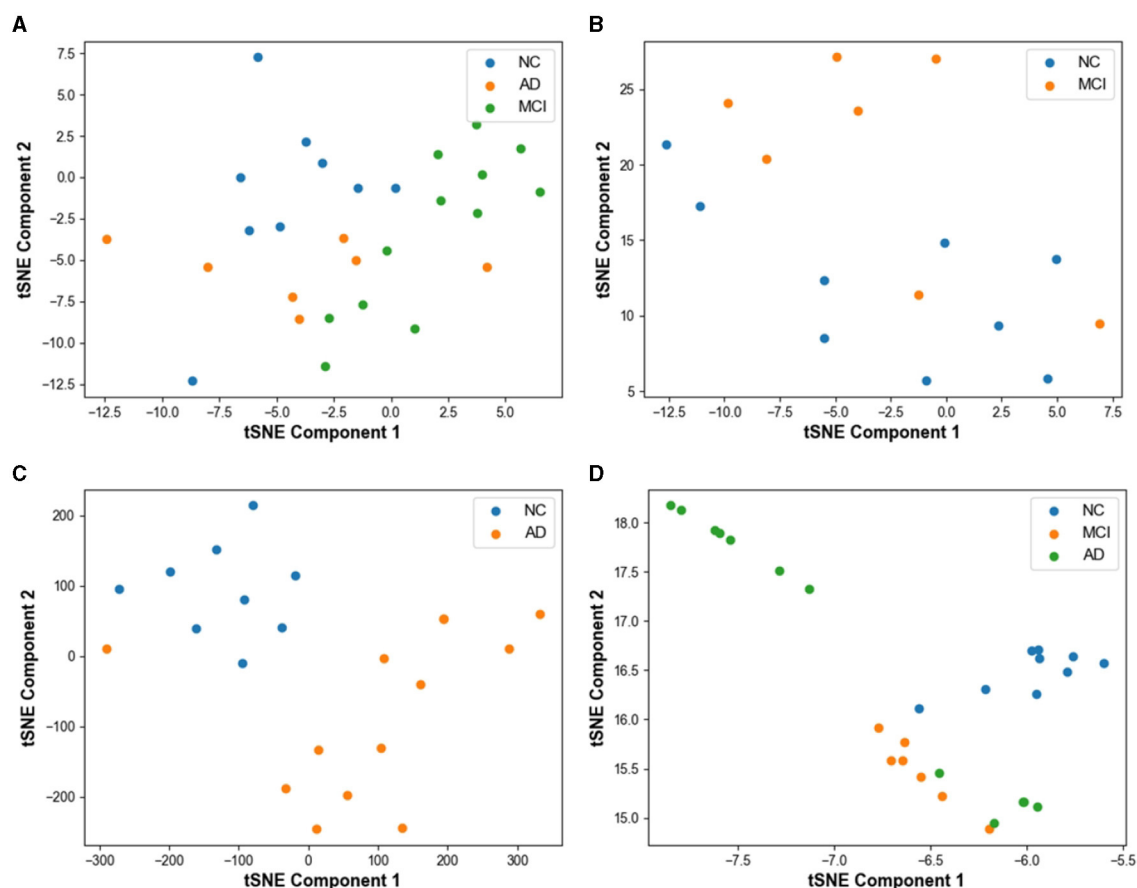 A
7.5
5.0
2.5
0.0
−2.5
−5.0
−7.5
−10.0
−12.5
tSNE Component 2
NC
AD
MCI
−12.5 −10.0 −7.5 −5.0 −2.5 0.0 2.5 5.0
tSNE Component 1
B
25
20
15
10
5
tSNE Component 2
NC
MCI
−12.5 −10.0 −7.5 −5.0 −2.5 0.0 2.5 5.0 7.5
tSNE Component 1
C
200
100
0
−100
−200
tSNE Component 2
NC
AD
−300 −200 −100 0 100 200 300
tSNE Component 1
D
18.0
17.5
17.0
16.5
16.0
15.5
15.0
tSNE Component 2
NC
MCI
AD
−7.5 −7.0 −6.5 −6.0 −5.5
tSNE Component 1